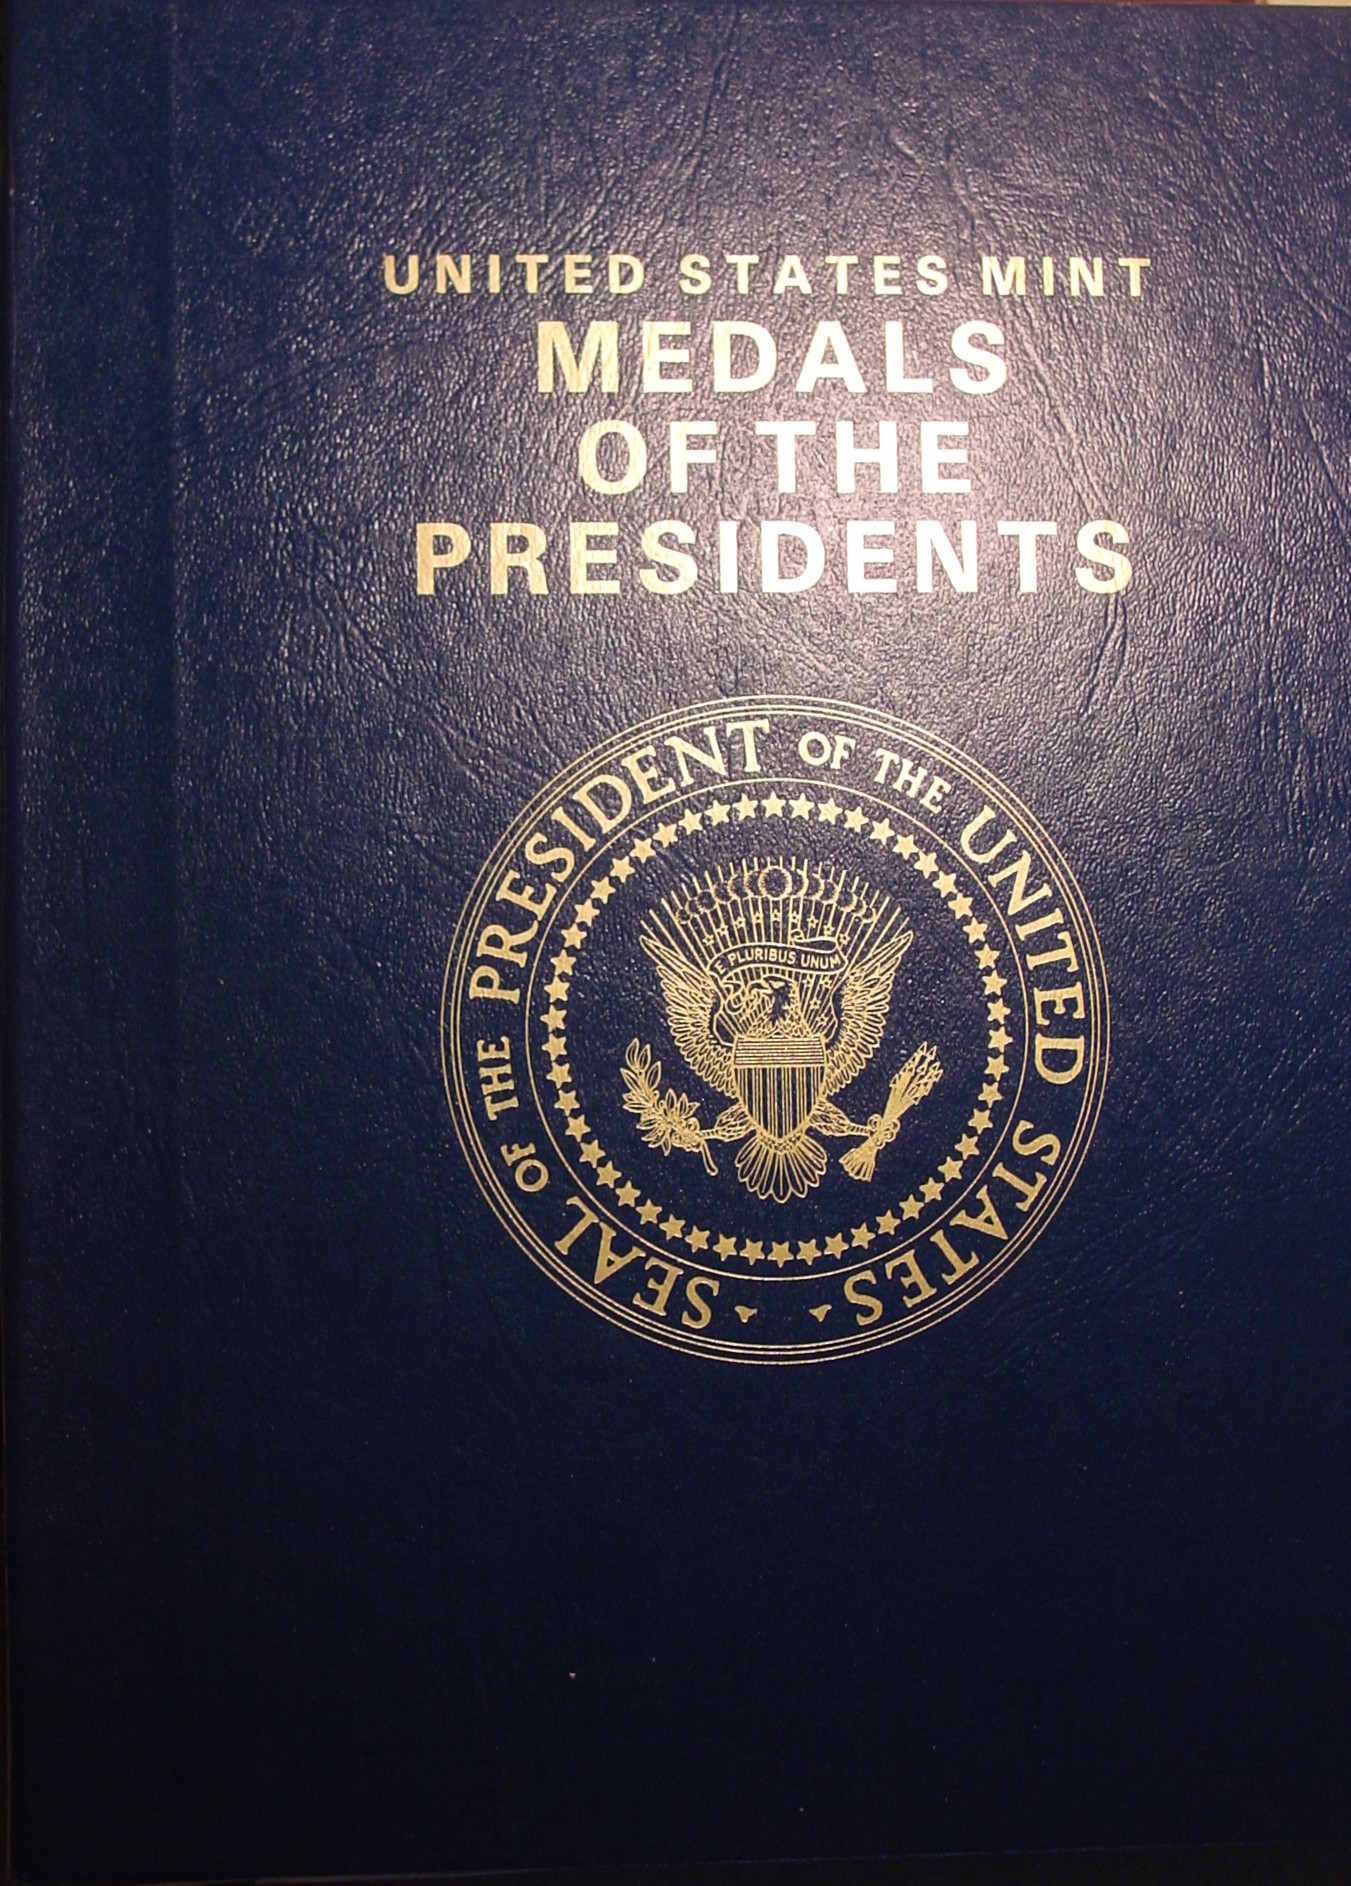 UNITED STATES MINT
MEDALS
OF THE
PRESIDENTS
SEAL OF THE PRESIDENT OF THE UNITED STATES
E PLURIBUS UNUM